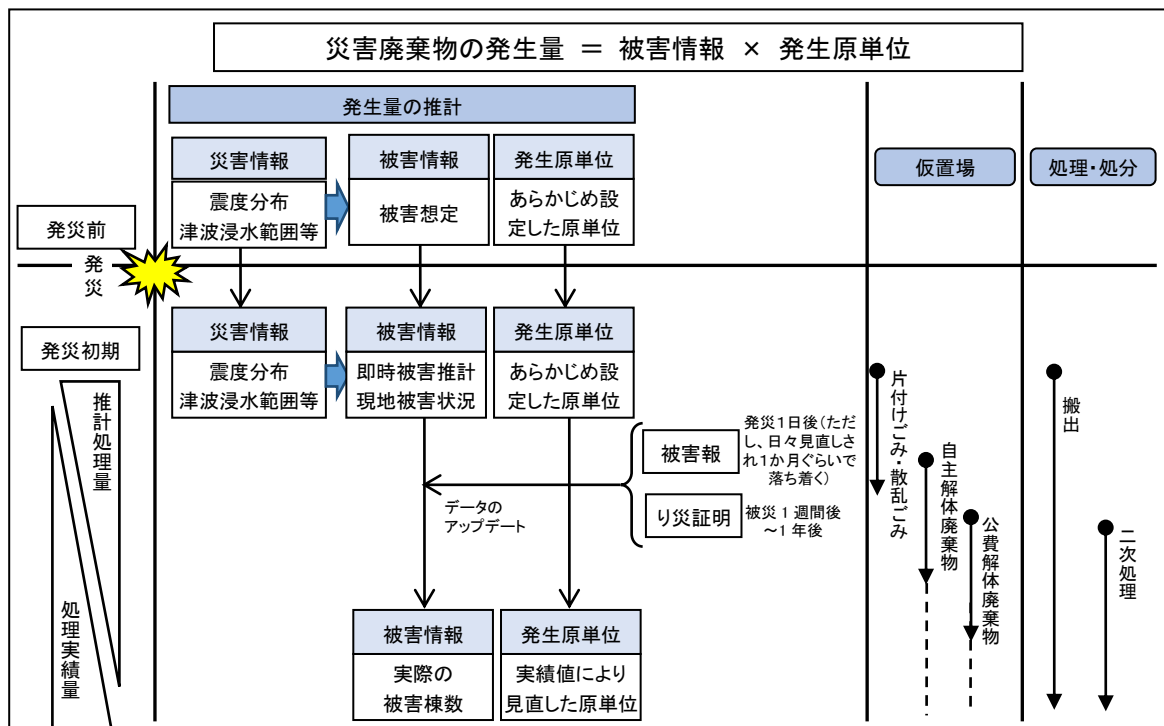 災害廃棄物の発生量 ＝ 被害情報 × 発生原単位
発生量の推計
災害情報
震度分布
津波浸水範囲等
被害情報
被害想定
発生原単位
あらかじめ設
定した原単位
仮置場
処理・処分
発災前
発災
発災初期
災害情報
震度分布
津波浸水範囲等
被害情報
即時被害推計
現地被害状況
発生原単位
あらかじめ設
定した原単位
推計処理量
処理実績量
データの
アップデート
被害報
発災１日後（ただ
し、日々見直しさ
れ１か月ぐらいで
落ち着く）
り災証明
被災１週間後
～１年後
被害情報
実際の
被害棟数
発生原単位
実績値により
見直した原単位
片付けごみ・散乱ごみ
自主解体廃棄物
公費解体廃棄物
搬出
二次処理